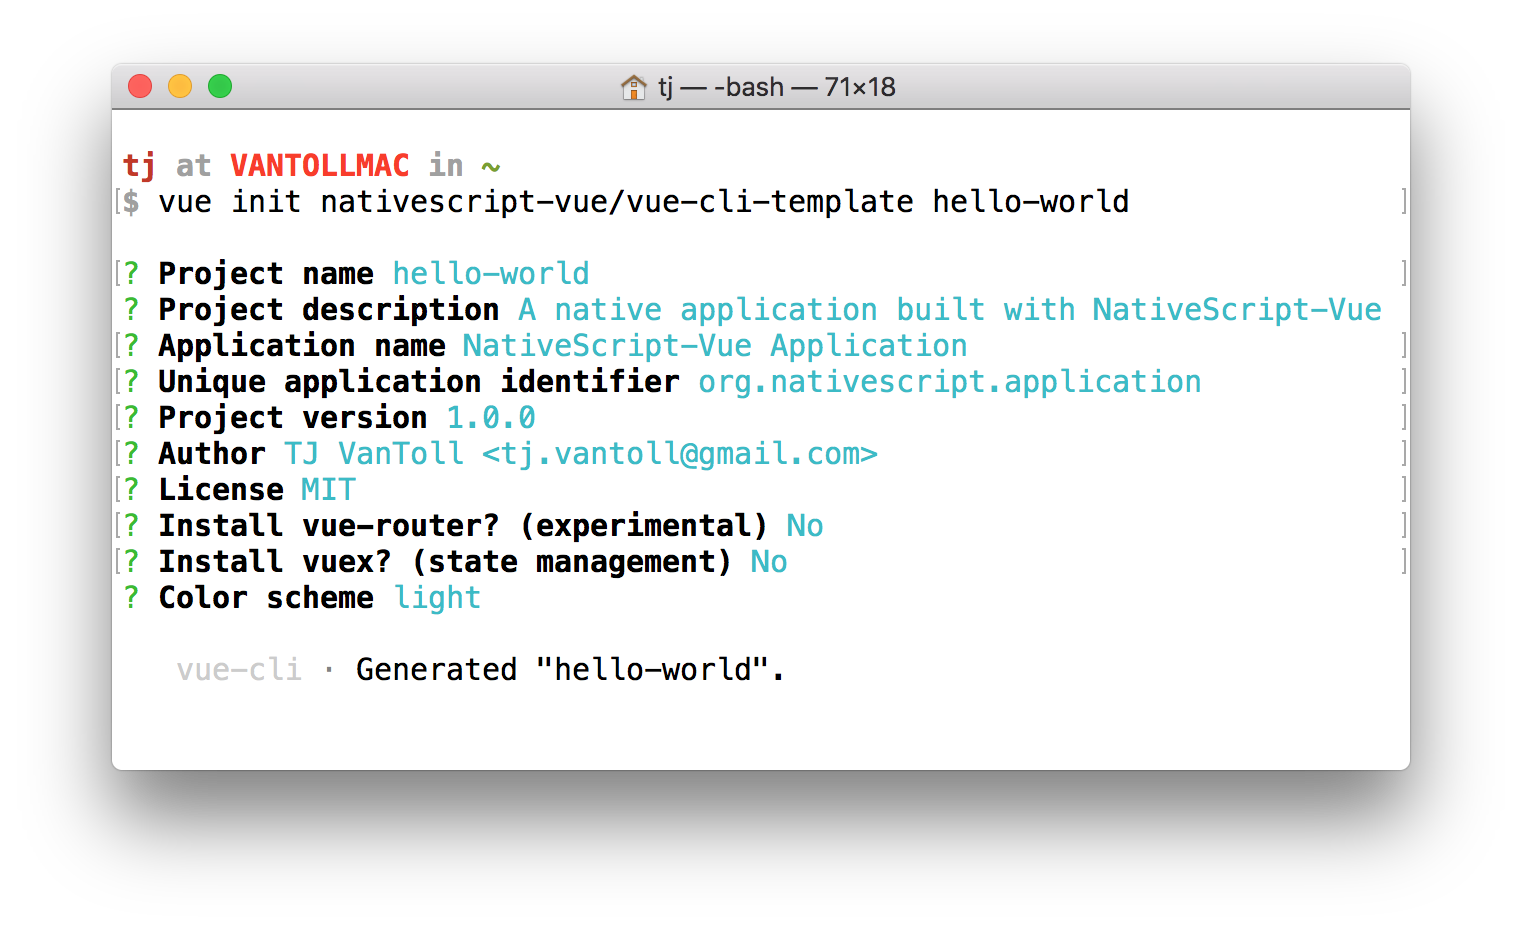 tj — -bash — 71×18
tj at VANTOLLMAC in ~
[$ vue init nativescript-vue/vue-cli-template hello-world ]
[? Project name hello-world ]
? Project description A native application built with NativeScript-Vue
[? Application name NativeScript-Vue Application ]
[? Unique application identifier org.nativescript.application ]
[? Project version 1.0.0 ]
[? Author TJ VanToll <tj.vantoll@gmail.com> ]
[? License MIT ]
[? Install vue-router? (experimental) No ]
[? Install vuex? (state management) No ]
? Color scheme light
vue-cli · Generated "hello-world".